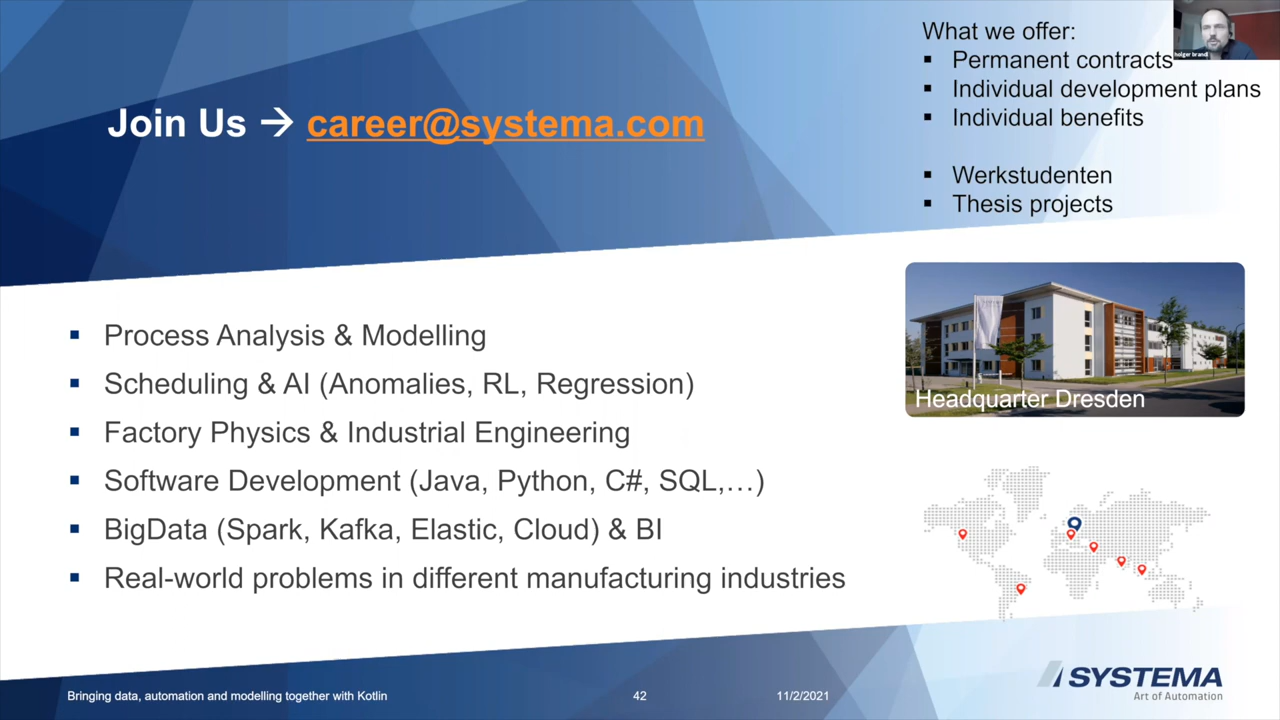 What we offer:
▪ Permanent contracts
▪ Individual development plans
▪ Individual benefits
▪ Werkstudenten
▪ Thesis projects
holger brandl
Join Us → career@systema.com
▪ Process Analysis & Modelling
▪ Scheduling & AI (Anomalies, RL, Regression)
▪ Factory Physics & Industrial Engineering
▪ Software Development (Java, Python, C#, SQL,…)
▪ BigData (Spark, Kafka, Elastic, Cloud) & BI
▪ Real-world problems in different manufacturing industries
Headquarter Dresden
Bringing data, automation and modelling together with Kotlin
42
11/2/2021
SYSTEMA
Art of Automation